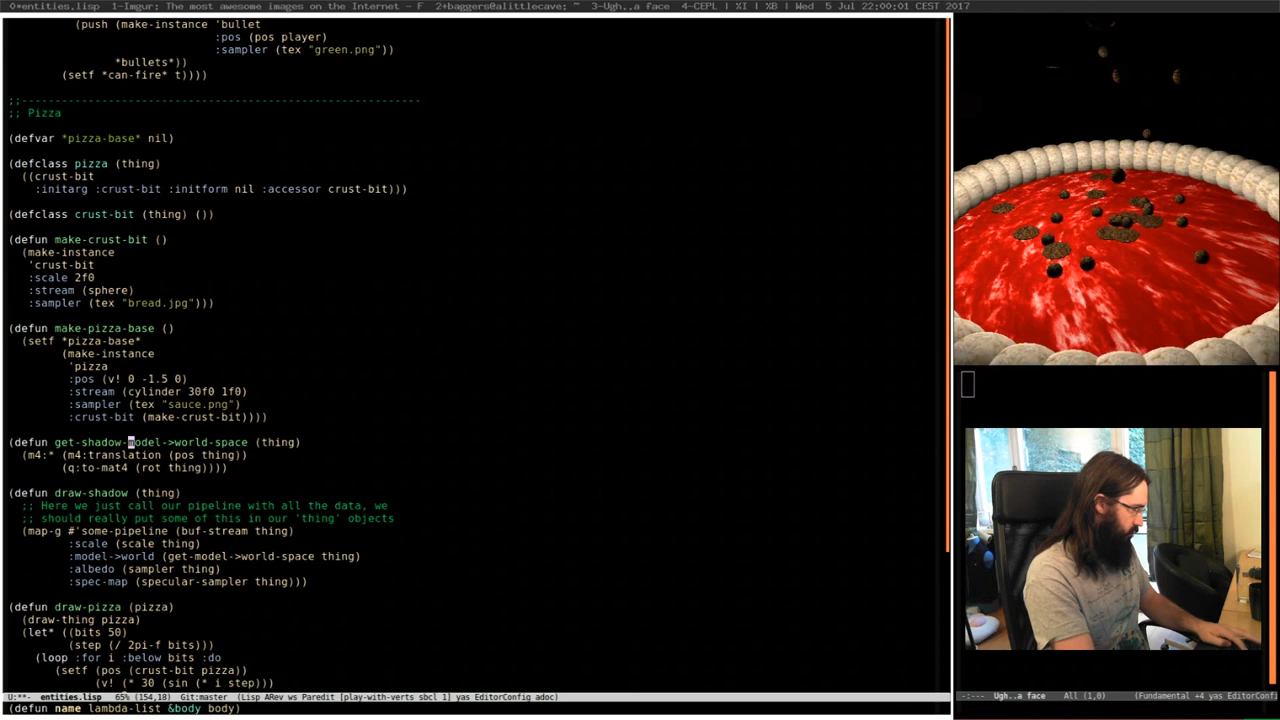 0*entities.lisp  1-Imgur: The most awesome images on the Internet - F  2+baggers@alittlecave: ~  3-Ugh..a face  4-CEPL | %I | %B | Wed  5 Jul 22:00:01 CEST 2017
(push (make-instance 'bullet
:pos (pos player)
:sampler (tex "green.png"))
*bullets*))
(setf *can-fire* t))))
;;-------------------------------------------------------------
;; Pizza
(defvar *pizza-base* nil)
(defclass pizza (thing)
((crust-bit
:initarg :crust-bit :initform nil :accessor crust-bit)))
(defclass crust-bit (thing) ())
(defun make-crust-bit ()
(make-instance
'crust-bit
:scale 2f0
:stream (sphere)
:sampler (tex "bread.jpg")))
(defun make-pizza-base ()
(setf *pizza-base*
(make-instance
'pizza
:pos (v! 0 -1.5 0)
:stream (cylinder 30f0 1f0)
:sampler (tex "sauce.png")
:crust-bit (make-crust-bit))))
(defun get-shadow-model->world-space (thing)
(m4:* (m4:translation (pos thing))
(q:to-mat4 (rot thing))))
(defun draw-shadow (thing)
;; Here we just call our pipeline with all the data, we
;; should really put some of this in our 'thing' objects
(map-g #'some-pipeline (buf-stream thing)
:scale (scale thing)
:model->world (get-model->world-space thing)
:albedo (sampler thing)
:spec-map (specular-sampler thing)))
(defun draw-pizza (pizza)
(draw-thing pizza)
(let* ((bits 50)
(step (/ 2pi-f bits)))
(loop :for i :below bits :do
(setf (pos (crust-bit pizza))
(v! (* 30 (sin (* i step)))
U:**-  entities.lisp   65% (154,18)  Git:master  (Lisp ARev ws Paredit [play-with-verts sbcl 1] yas EditorConfig adoc)
(defun name lambda-list &body body)
-:---  Ugh..a face   All (1,0)   (Fundamental +4 yas EditorConfi